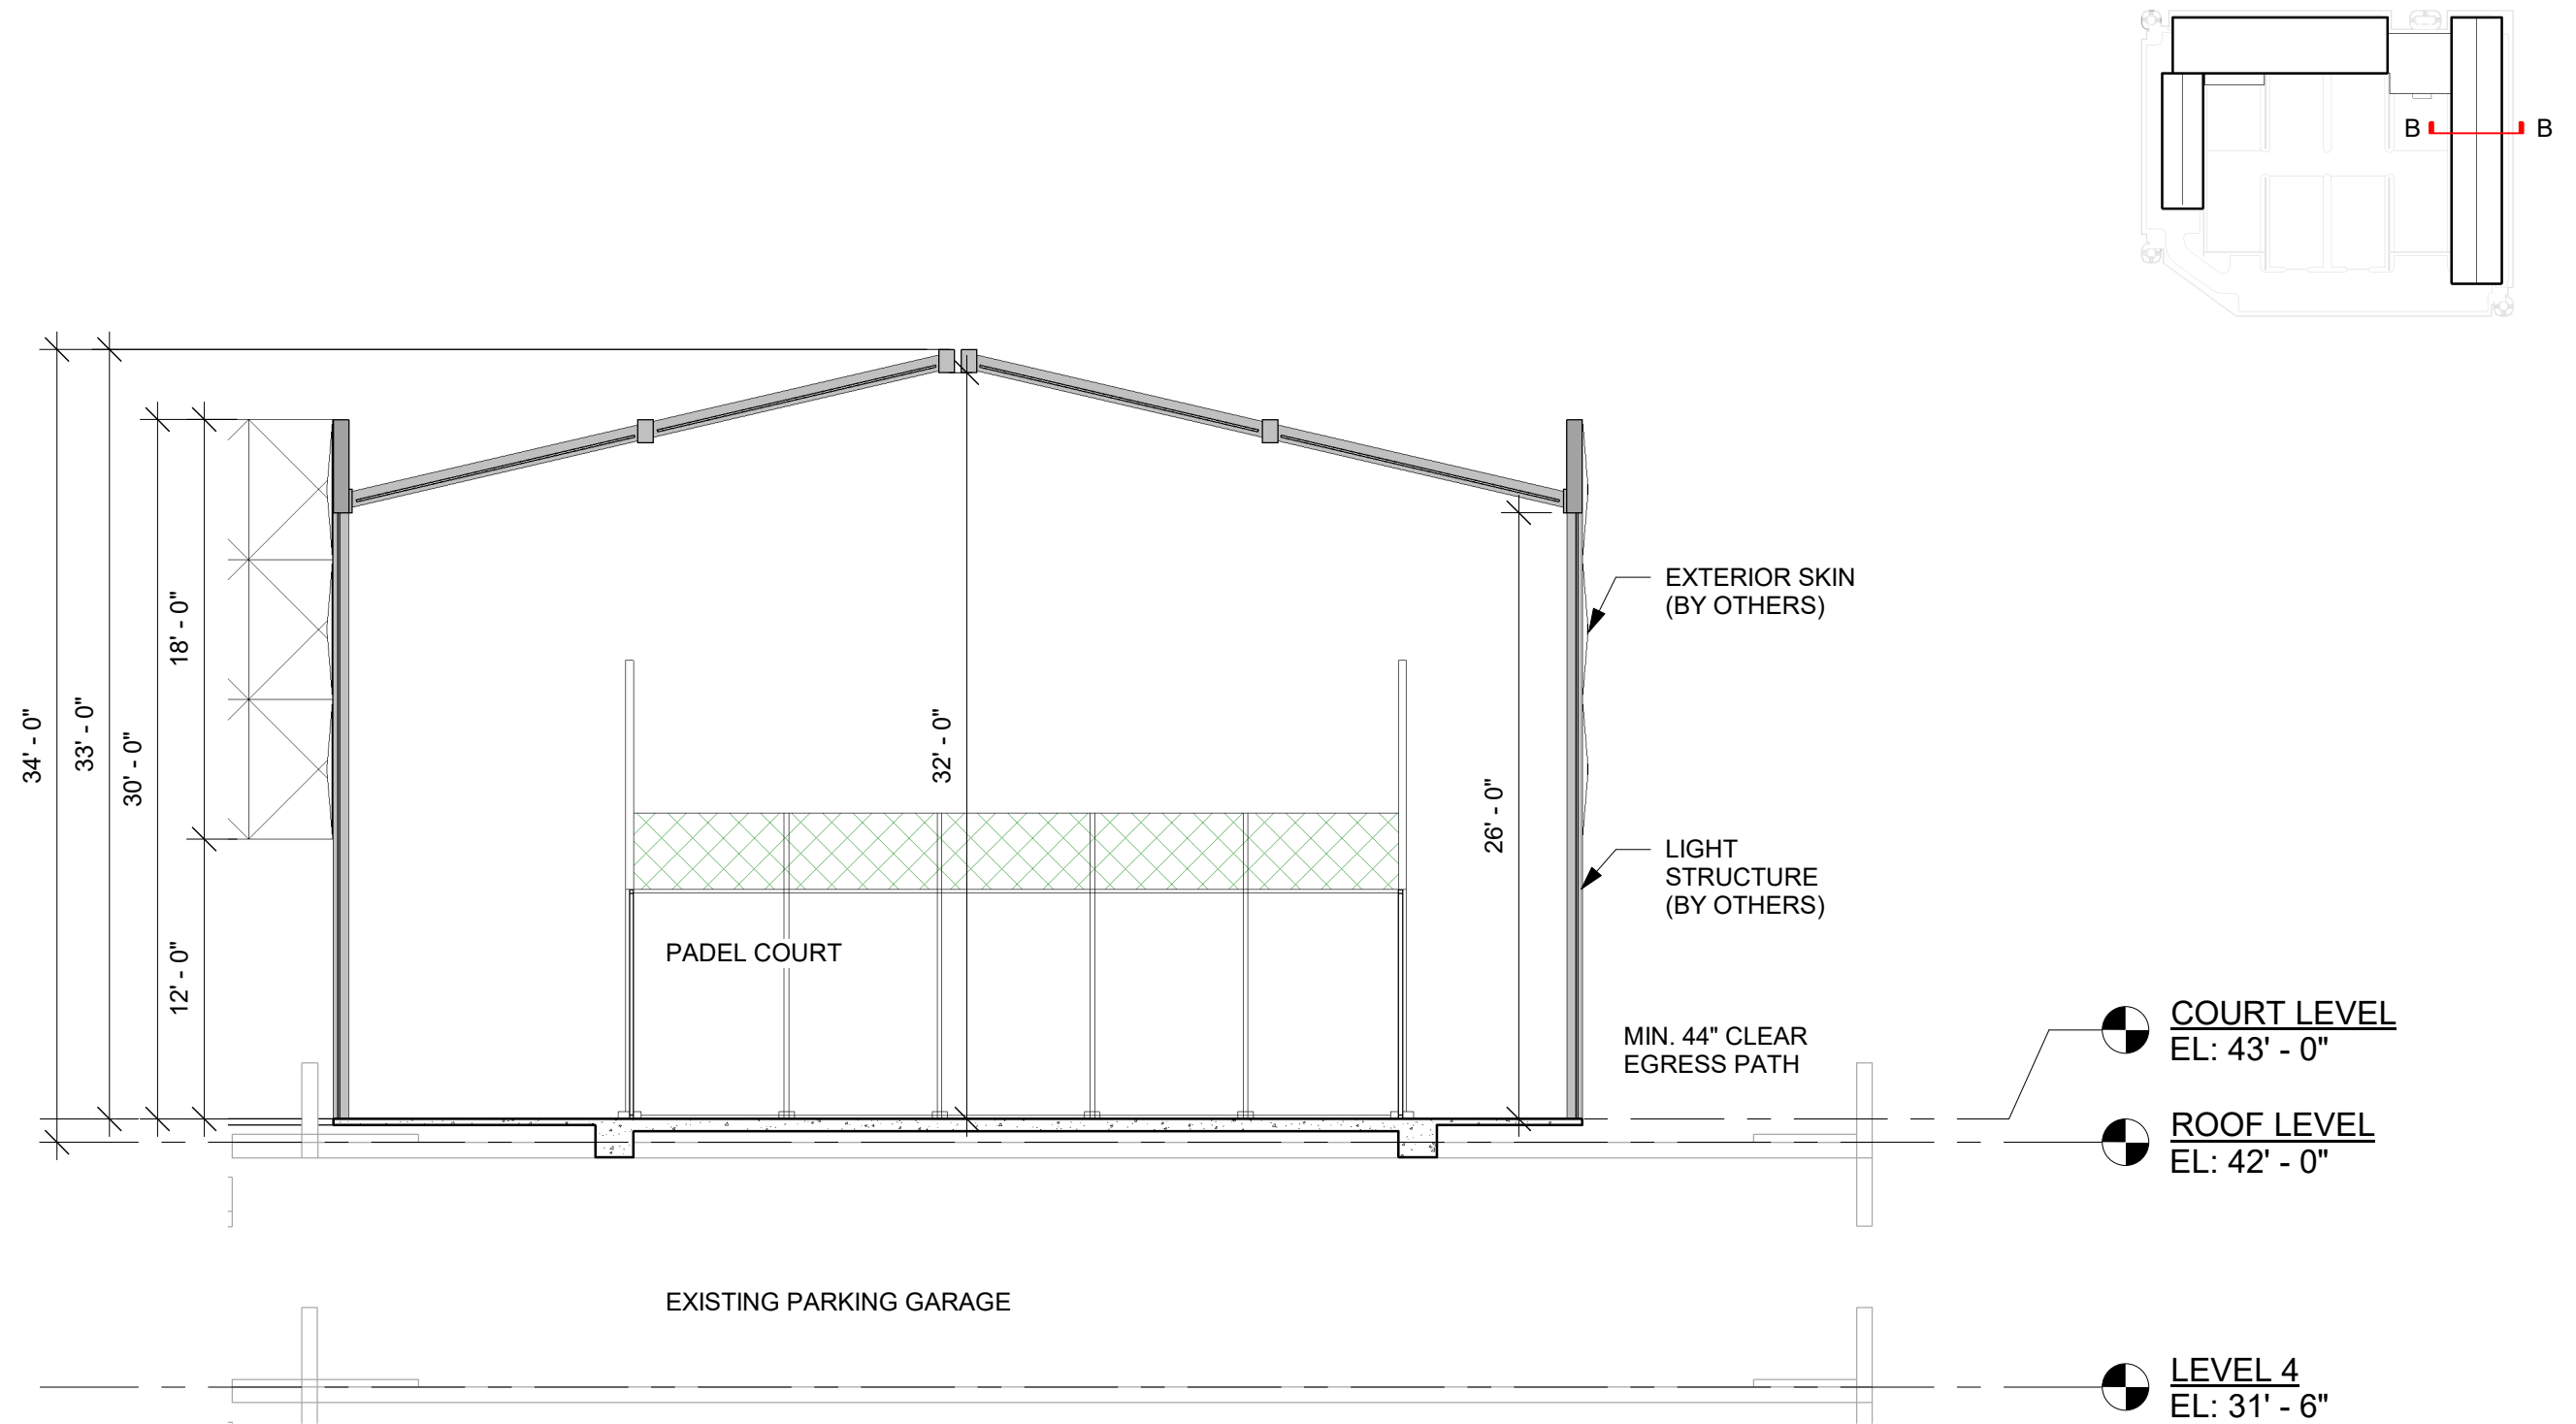 B
B
34' - 0"
33' - 0"
30' - 0"
18' - 0"
12' - 0"
32' - 0"
26' - 0"
EXTERIOR SKIN
(BY OTHERS)
LIGHT
STRUCTURE
(BY OTHERS)
PADEL COURT
MIN. 44" CLEAR
EGRESS PATH
COURT LEVEL
EL: 43' - 0"
ROOF LEVEL
EL: 42' - 0"
EXISTING PARKING GARAGE
LEVEL 4
EL: 31' - 6"